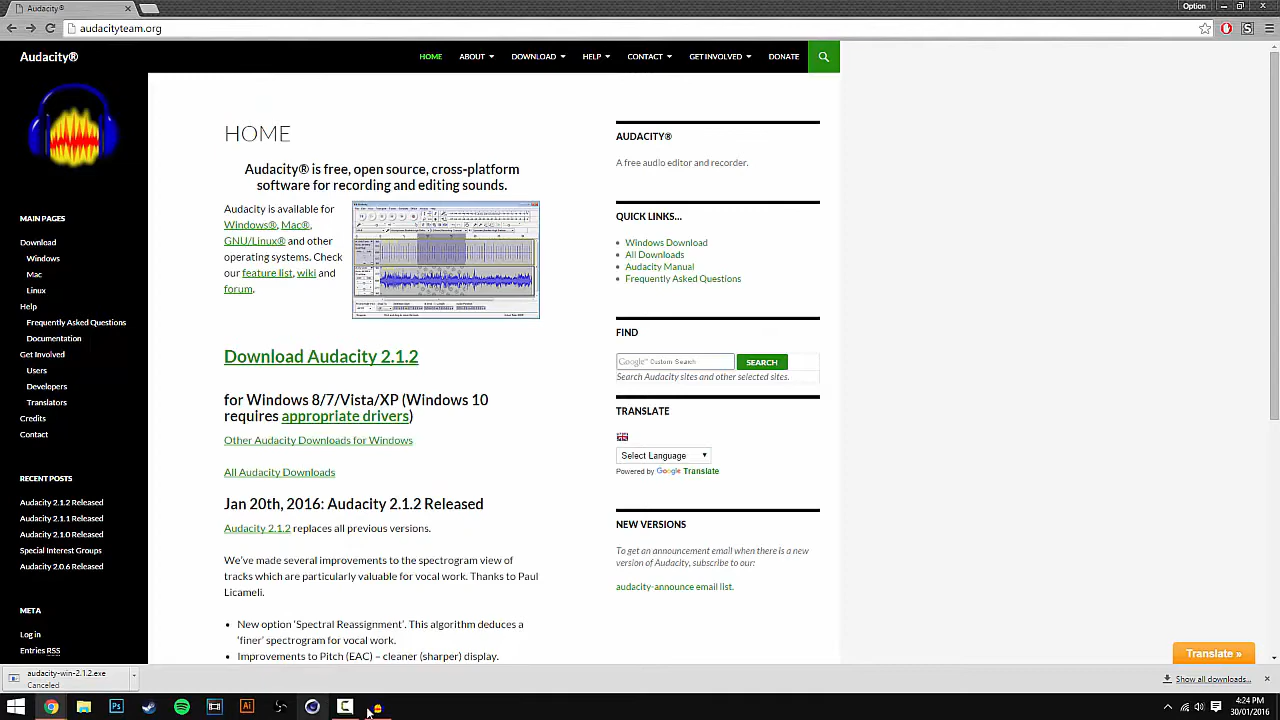 Audacity®
Option
audacityteam.org
Audacity®
HOME
ABOUT
DOWNLOAD
HELP
CONTACT
GET INVOLVED
DONATE
MAIN PAGES
Download
Windows
Mac
Linux
Help
Frequently Asked Questions
Documentation
Get Involved
Users
Developers
Translators
Credits
Contact
RECENT POSTS
Audacity 2.1.2 Released
Audacity 2.1.1 Released
Audacity 2.1.0 Released
Special Interest Groups
Audacity 2.0.6 Released
META
Log in
Entries RSS
HOME
Audacity® is free, open source, cross-platform
software for recording and editing sounds.
Audacity is available for
Windows®, Mac®,
GNU/Linux® and other
operating systems. Check
our feature list, wiki and
forum.
Download Audacity 2.1.2
for Windows 8/7/Vista/XP (Windows 10
requires appropriate drivers)
Other Audacity Downloads for Windows
All Audacity Downloads
Jan 20th, 2016: Audacity 2.1.2 Released
Audacity 2.1.2 replaces all previous versions.
We've made several improvements to the spectrogram view of
tracks which are particularly valuable for vocal work. Thanks to Paul
Licameli.
• New option 'Spectral Reassignment'. This algorithm deduces a
'finer' spectrogram for vocal work.
• Improvements to Pitch (EAC) – cleaner (sharper) display.
AUDACITY®
A free audio editor and recorder.
QUICK LINKS...
• Windows Download
• All Downloads
• Audacity Manual
• Frequently Asked Questions
FIND
Google™ Custom Search
SEARCH
Search Audacity sites and other selected sites.
TRANSLATE
Select Language
Powered by Google Translate
NEW VERSIONS
To get an announcement email when there is a new
version of Audacity, subscribe to our:
audacity-announce email list.
Translate »
audacity-win-2.1.2.exe
Canceled
Show all downloads...
Ps
Ai
C
4:24 PM
30/01/2016